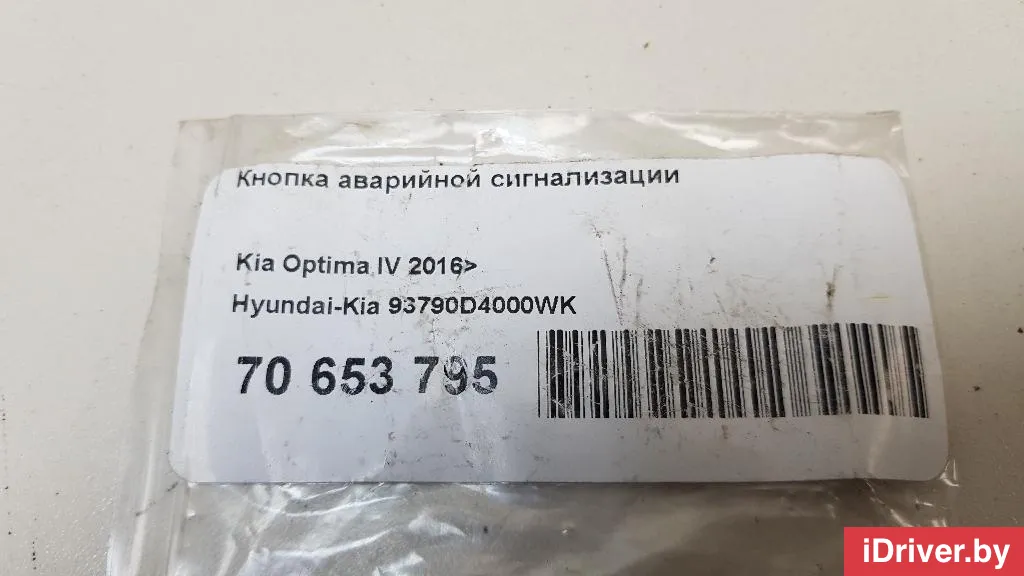 Кнопка аварийной сигнализации
Kia Optima IV 2016>
Hyundai-Kia 93790D4000WK
70 653 795
iDriver.by